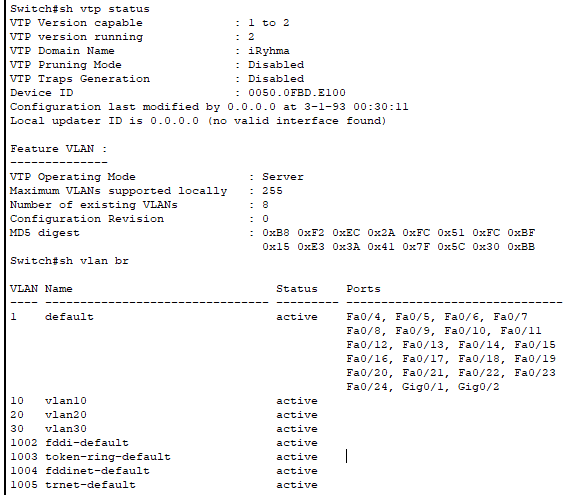 Switch#sh vtp status
VTP Version capable : 1 to 2
VTP version running : 2
VTP Domain Name : iRyhma
VTP Pruning Mode : Disabled
VTP Traps Generation : Disabled
Device ID : 0050.0FBD.E100
Configuration last modified by 0.0.0.0 at 3-1-93 00:30:11
Local updater ID is 0.0.0.0 (no valid interface found)
Feature VLAN :
--------------
VTP Operating Mode : Server
Maximum VLANs supported locally : 255
Number of existing VLANs : 8
Configuration Revision : 0
MD5 digest : 0xB8 0xF2 0xEC 0x2A 0xFC 0x51 0xFC 0xBF
0x15 0xE3 0x3A 0x41 0x7F 0x5C 0x30 0xBB
Switch#sh vlan br
VLAN Name Status Ports
---- -------------------------------- --------- -------------------------------
1 default active Fa0/4, Fa0/5, Fa0/6, Fa0/7
Fa0/8, Fa0/9, Fa0/10, Fa0/11
Fa0/12, Fa0/13, Fa0/14, Fa0/15
Fa0/16, Fa0/17, Fa0/18, Fa0/19
Fa0/20, Fa0/21, Fa0/22, Fa0/23
Fa0/24, Gig0/1, Gig0/2
10 vlan10 active
20 vlan20 active
30 vlan30 active
1002 fddi-default active
1003 token-ring-default active
1004 fddinet-default active
1005 trnet-default active